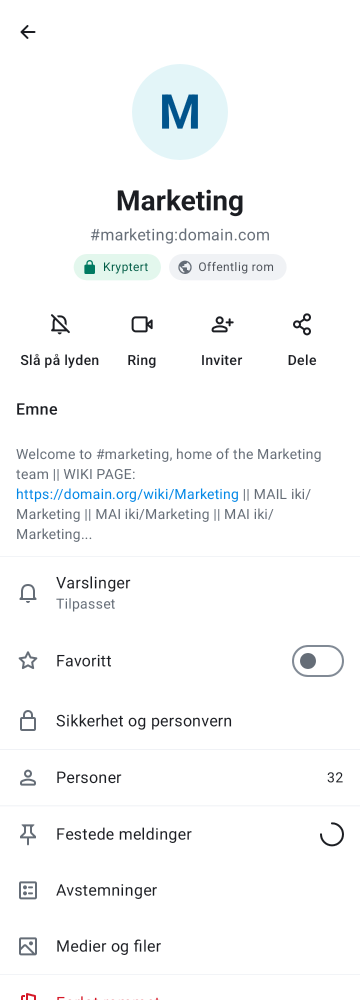 M
Marketing
#marketing:domain.com
Kryptert Offentlig rom
Slå på lyden Ring Inviter Dele
Emne
Welcome to #marketing, home of the Marketing
team || WIKI PAGE:
https://domain.org/wiki/Marketing || MAIL iki/
Marketing || MAI iki/Marketing || MAI iki/
Marketing...
Varslinger
Tilpasset
Favoritt
Sikkerhet og personvern
Personer 32
Festede meldinger
Avstemninger
Medier og filer